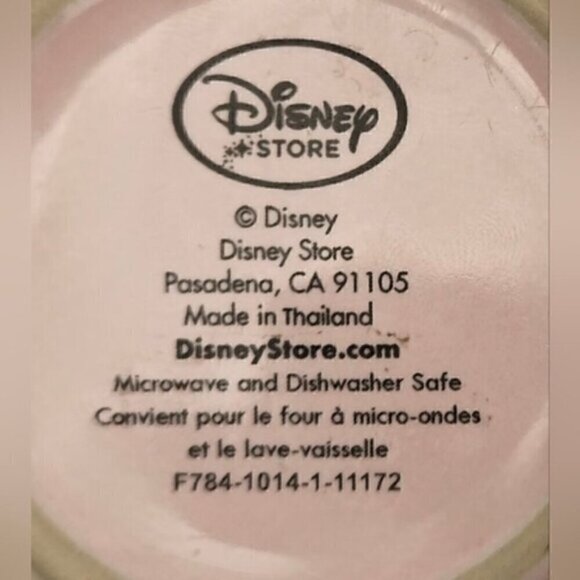 Disney
STORE
© Disney
Disney Store
Pasadena, CA 91105
Made in Thailand
DisneyStore.com
Microwave and Dishwasher Safe
Convient pour le four à micro-ondes
et le lave-vaisselle
F784-1014-1-11172